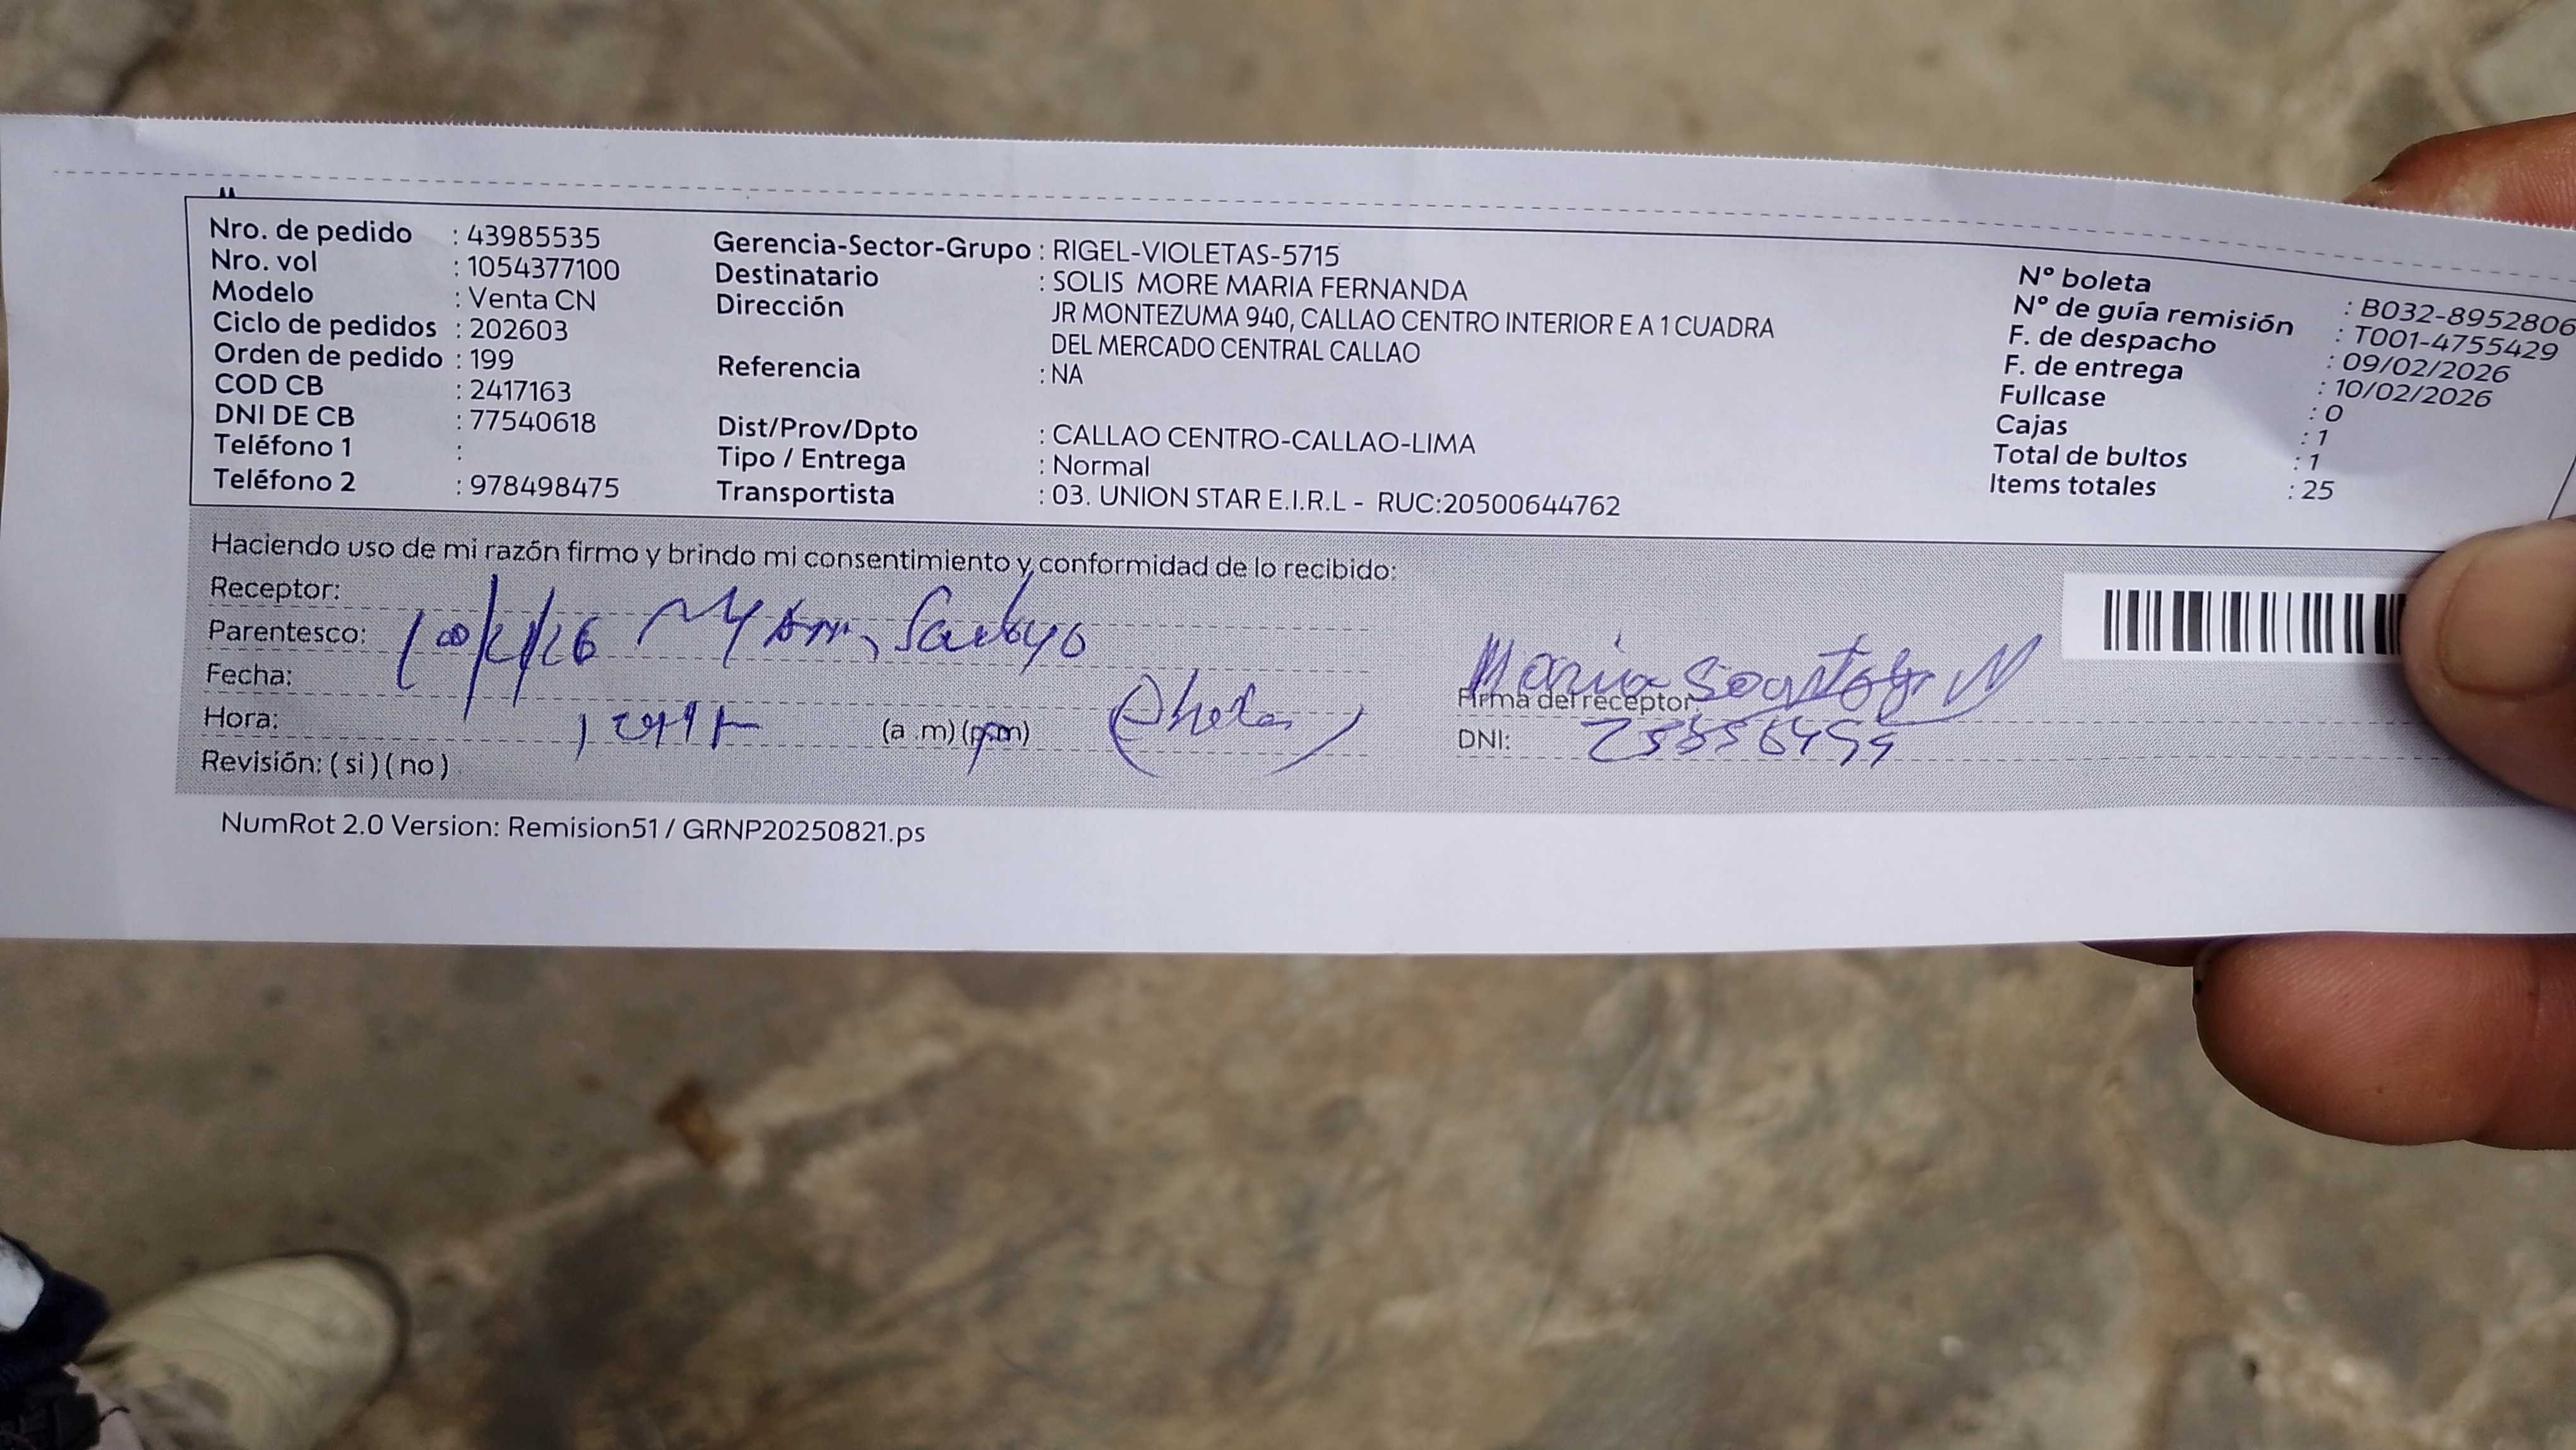 Nro. de pedido : 43985535
Nro. vol : 1054377100
Modelo : Venta CN
Ciclo de pedidos : 202603
Orden de pedido : 199
COD CB : 2417163
DNI DE CB : 77540618
Teléfono 1 :
Teléfono 2 : 978498475
Gerencia-Sector-Grupo : RIGEL-VIOLETAS-5715
Destinatario : SOLIS MORE MARIA FERNANDA
Dirección JR MONTEZUMA 940, CALLAO CENTRO INTERIOR E A 1 CUADRA
DEL MERCADO CENTRAL CALLAO
Referencia : NA
Dist/Prov/Dpto : CALLAO CENTRO-CALLAO-LIMA
Tipo / Entrega : Normal
Transportista : 03. UNION STAR E.I.R.L - RUC:20500644762
N° boleta : B032-8952806
N° de guía remisión : T001-4755429
F. de despacho : 09/02/2026
F. de entrega : 10/02/2026
Fullcase : 0
Cajas : 1
Total de bultos : 1
Items totales : 25
Haciendo uso de mi razón firmo y brindo mi consentimiento y conformidad de lo recibido:
Receptor:
Parentesco:
Fecha:
Hora: (a .m) (p.m)
Revisión: ( si ) ( no )
Maria
Firma del receptor
DNI:
NumRot 2.0 Version: Remision51 / GRNP20250821.ps